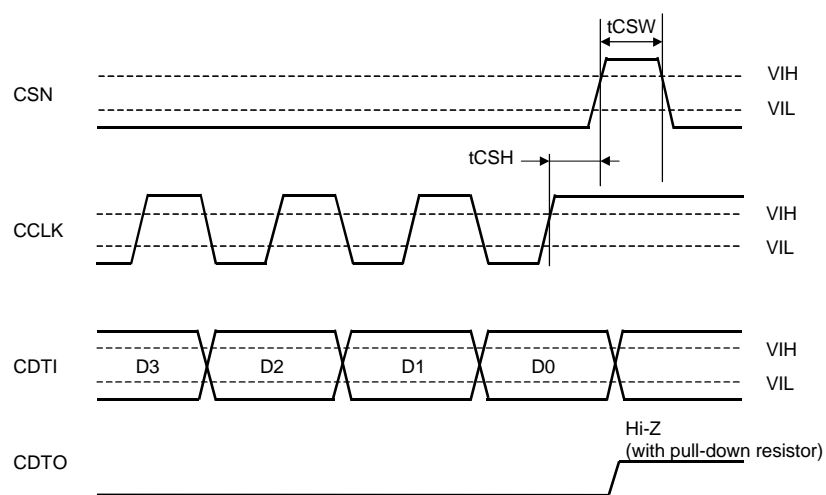 tCSW
VIH
CSN
VIL
tCSH
VIH
CCLK
VIL
VIH
CDTI
D3
D2
D1
D0
VIL
Hi-Z
CDTO
(with pull-down resistor)